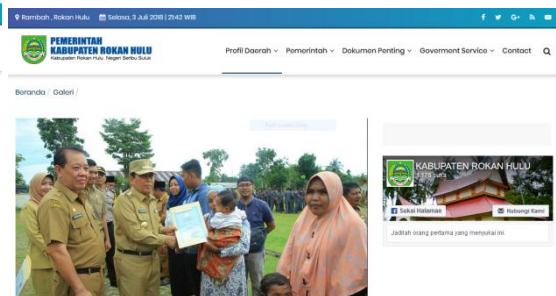 Rambah , Rokan Hulu Selasa, 3 Juli 2018 | 21:42 WIB
G+
PEMERINTAH
KABUPATEN ROKAN HULU
Kabupaten Rokan Hulu Negeri Seribu Suluk
Profil Daerah Pemerintah Dokumen Penting Goverment Service Contact
Beranda / Galeri /
KABUPATEN ROKAN HULU
Sukai Halaman Hubungi Kami
Jadilah orang pertama yang menyukai ini.